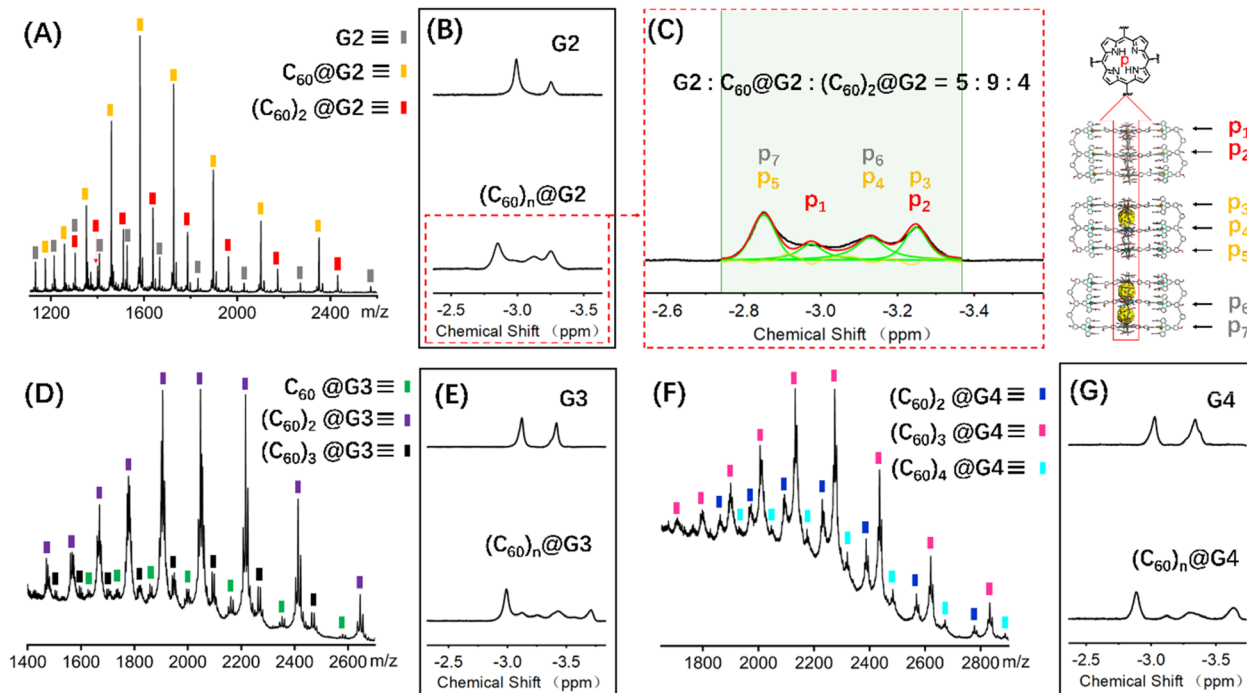 (A)
G2 ≡
C60@G2 ≡
(C60)2 @G2 ≡
1200 1600 2000 2400 m/z
(B)
G2
(C60)n@G2
-2.5 -3.0 -3.5
Chemical Shift (ppm)
(C)
G2 : C60@G2 : (C60)2@G2 = 5 : 9 : 4
p7
p5
p1
p6
p4
p3
p2
-2.6 -2.8 -3.0 -3.2 -3.4
Chemical Shift (ppm)
N
NH
P
N
HN
p1
p2
p3
p4
p5
p6
p7
(D)
C60 @G3≡
(C60)2 @G3≡
(C60)3 @G3≡
1400 1600 1800 2000 2200 2400 2600 m/z
(E)
G3
(C60)n@G3
-2.5 -3.0 -3.5
Chemical Shift (ppm)
(F)
(C60)2 @G4≡
(C60)3 @G4≡
(C60)4 @G4≡
1800 2000 2200 2400 2600 2800 m/z
(G)
G4
(C60)n@G4
-2.5 -3.0 -3.5
Chemical Shift (ppm)